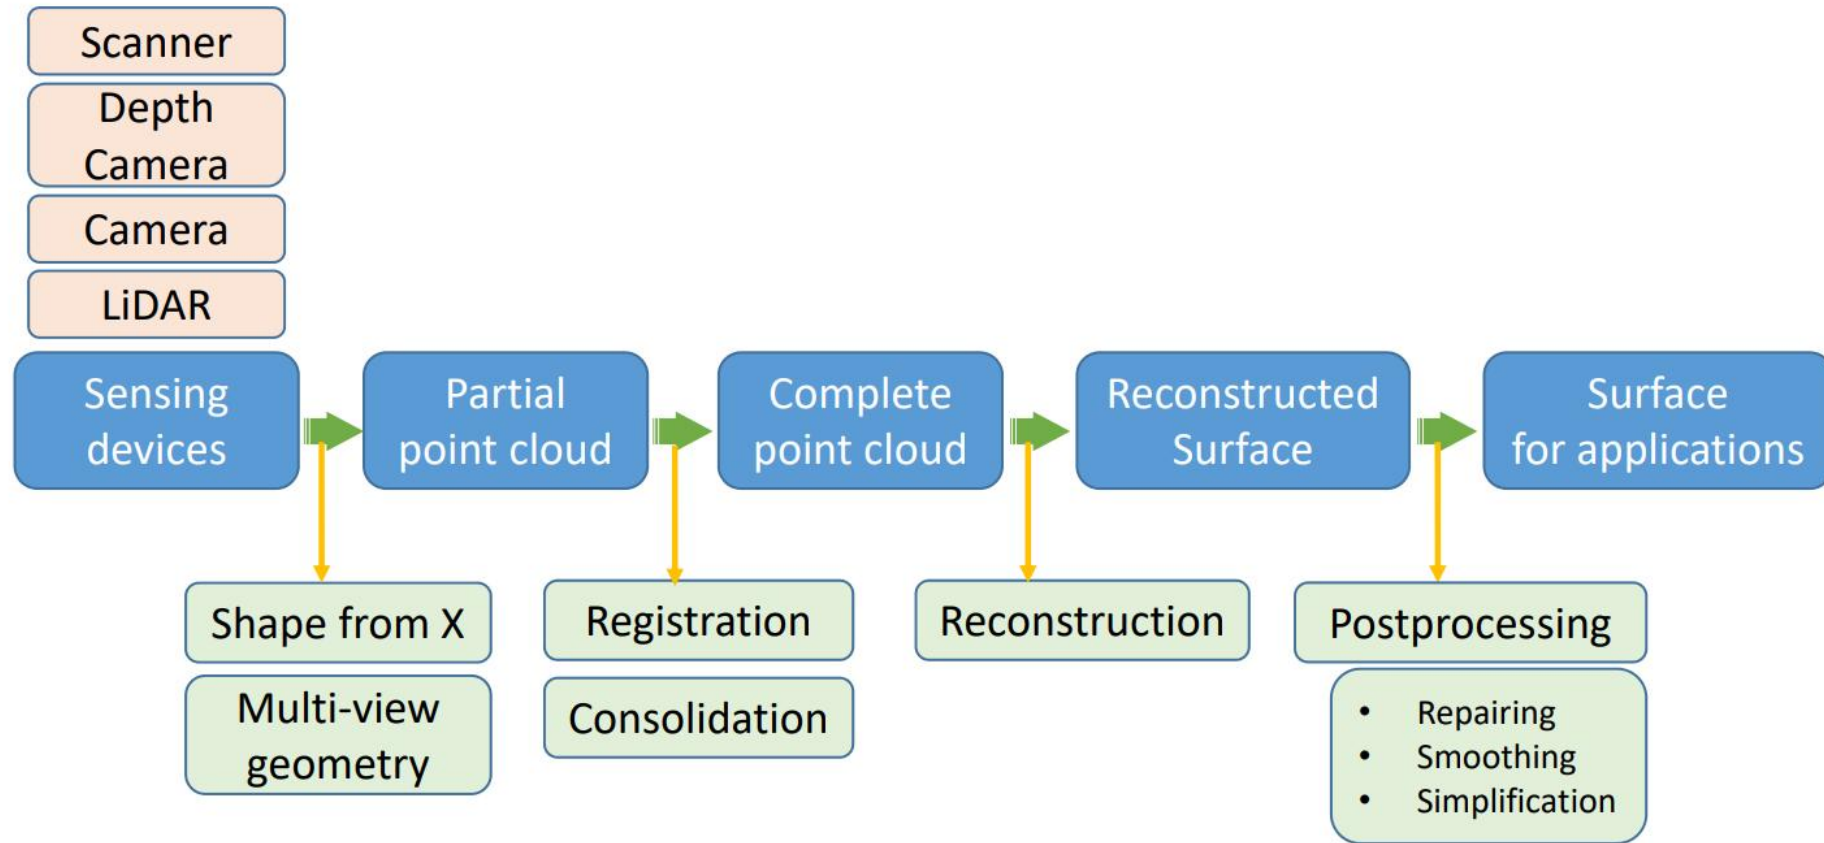 Scanner
Depth
Camera
Camera
LiDAR
Sensing
devices
Partial
point cloud
Complete
point cloud
Reconstructed
Surface
Surface
for applications
Shape from X
Multi-view
geometry
Registration
Consolidation
Reconstruction
Postprocessing
• Repairing
• Smoothing
• Simplification